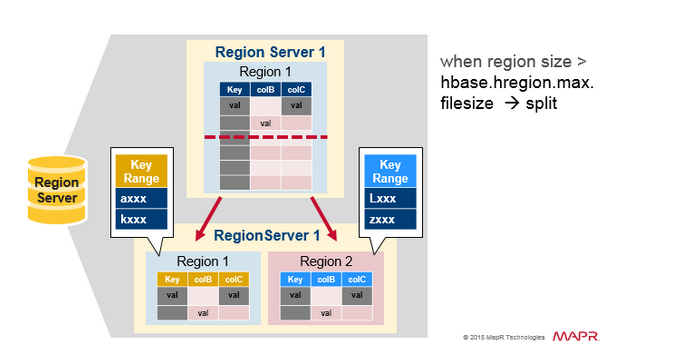 Region Server 1
Region 1
Key colB colC
val val
val
when region size >
hbase.hregion.max.
filesize → split
Region
Server
Key
Range
axxx
kxxx
Key
Range
Lxxx
zxxx
RegionServer 1
Region 1
Key colB colC
val val
val
Region 2
Key colB colC
val val
val
© 2015 MapR Technologies
MAPR.